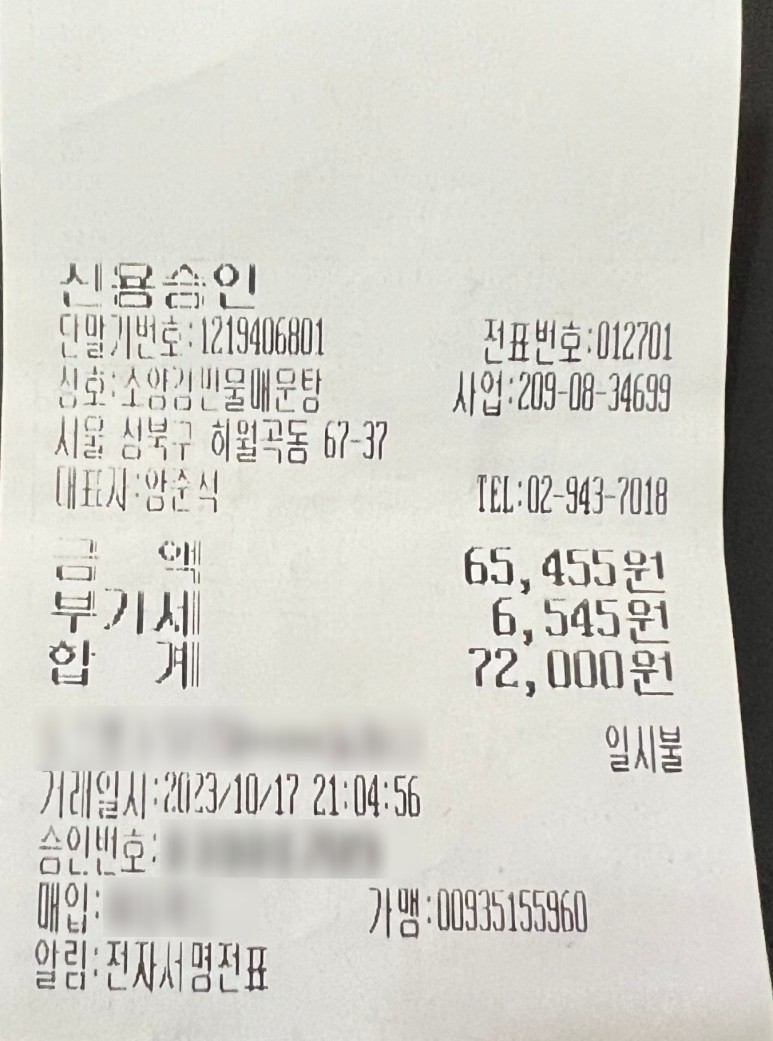 신용승인
단말기번호:1219406801 전표번호:012701
상호:소양강민물매운탕 사업:209-08-34699
서울 성북구 하월곡동 67-37
대표자:양준석 TEL:02-943-7018
금 액 65,455원
부가세 6,545원
합 계 72,000원
일시불
거래일시:2023/10/17 21:04:56
승인번호:
매입: 가맹:00935155960
알림:전자서명전표